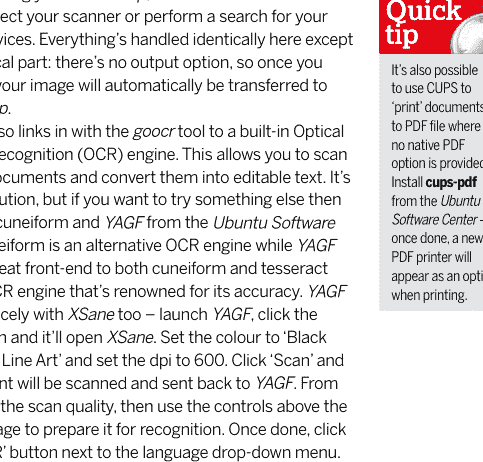 ect your scanner or perform a search for your
vices. Everything's handled identically here except
cal part: there's no output option, so once you
your image will automatically be transferred to
p.
so links in with the goocr tool to a built-in Optical
ecognition (OCR) engine. This allows you to scan
ocuments and convert them into editable text. It's
ution, but if you want to try something else then
cuneiform and YAGF from the Ubuntu Software
eiform is an alternative OCR engine while YAGF
eat front-end to both cuneiform and tesseract
CR engine that's renowned for its accuracy. YAGF
cely with XSane too – launch YAGF, click the
n and it'll open XSane. Set the colour to ‘Black
Line Art’ and set the dpi to 600. Click ‘Scan’ and
nt will be scanned and sent back to YAGF. From
the scan quality, then use the controls above the
age to prepare it for recognition. Once done, click
R’ button next to the language drop-down menu.
Quick
tip
It's also possible
to use CUPS to
‘print’ documents
to PDF file where
no native PDF
option is provided
Install cups-pdf
from the Ubuntu
Software Center –
once done, a new
PDF printer will
appear as an opti
when printing.